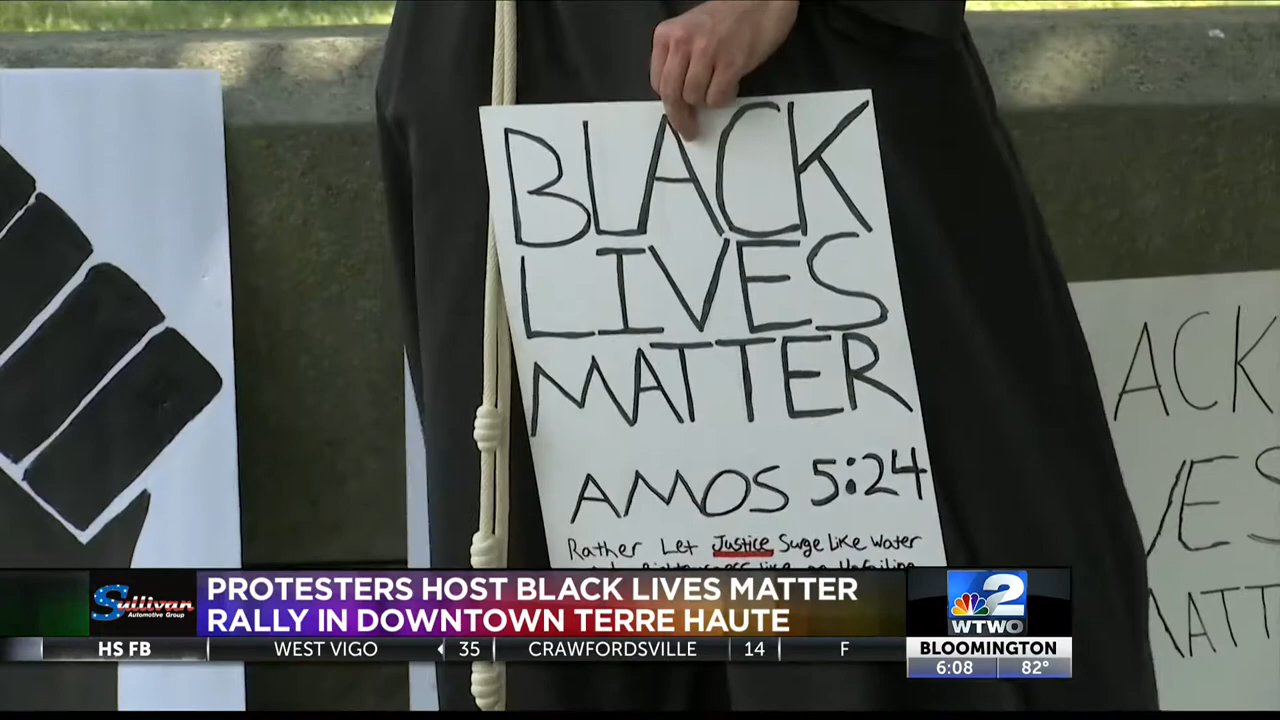 BLACK
LIVES
MATTER
AMOS 5:24
Rather Let Justice Surge Like Water
ACK
VES
MATT
Sullivan
Automotive Group
PROTESTERS HOST BLACK LIVES MATTER
RALLY IN DOWNTOWN TERRE HAUTE
2
WTWO
BLOOMINGTON
6:08 82°
HS FB WEST VIGO 35 CRAWFORDSVILLE 14 F